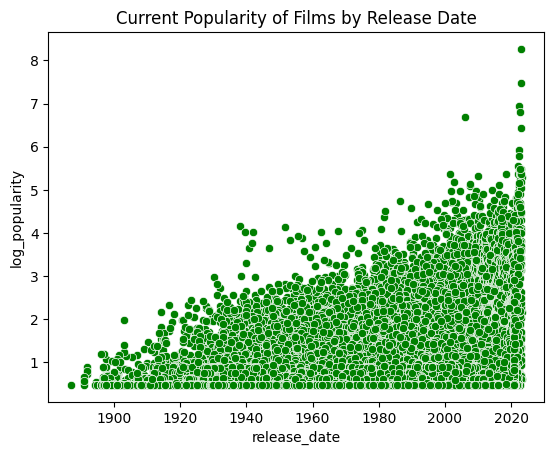 Current Popularity of Films by Release Date
log_popularity
8
7
6
5
4
3
2
1
1900 1920 1940 1960 1980 2000 2020
release_date